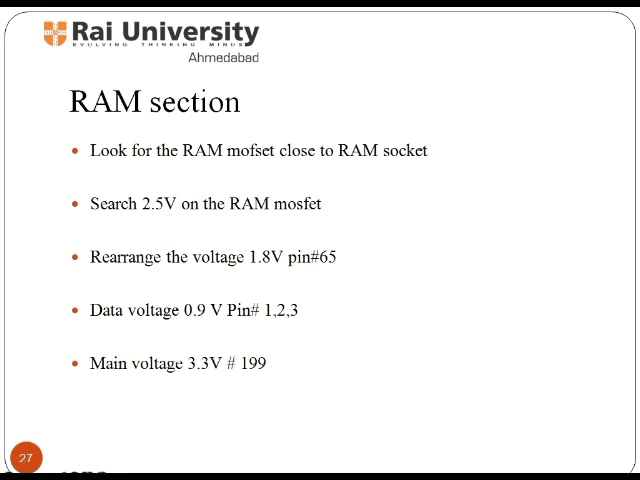 Rai University
EVOLVING THINKING MINDS
Ahmedabad
RAM section
Look for the RAM mofset close to RAM socket
Search 2.5V on the RAM mosfet
Rearrange the voltage 1.8V pin#65
Data voltage 0.9 V Pin# 1,2,3
Main voltage 3.3V # 199
27